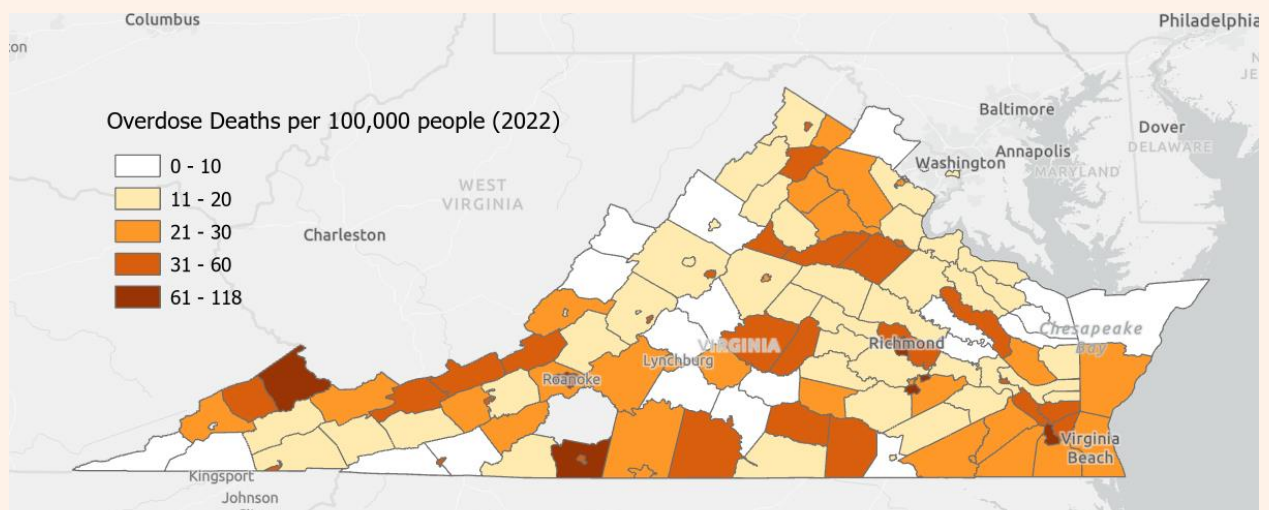 Columbus
Philadelphia
on
Baltimore
Overdose Deaths per 100,000 people (2022)
Dover
Annapolis
DELAWARE
0 - 10
Washington
MARYLAND
11 - 20
WEST
VIRGINIA
21 - 30
Charleston
31 - 60
61 - 118
Chesapeake
Bay
Richmond
VIRGINIA
Lynchburg
Roanoke
Virginia
Beach
Kingsport
Johnson